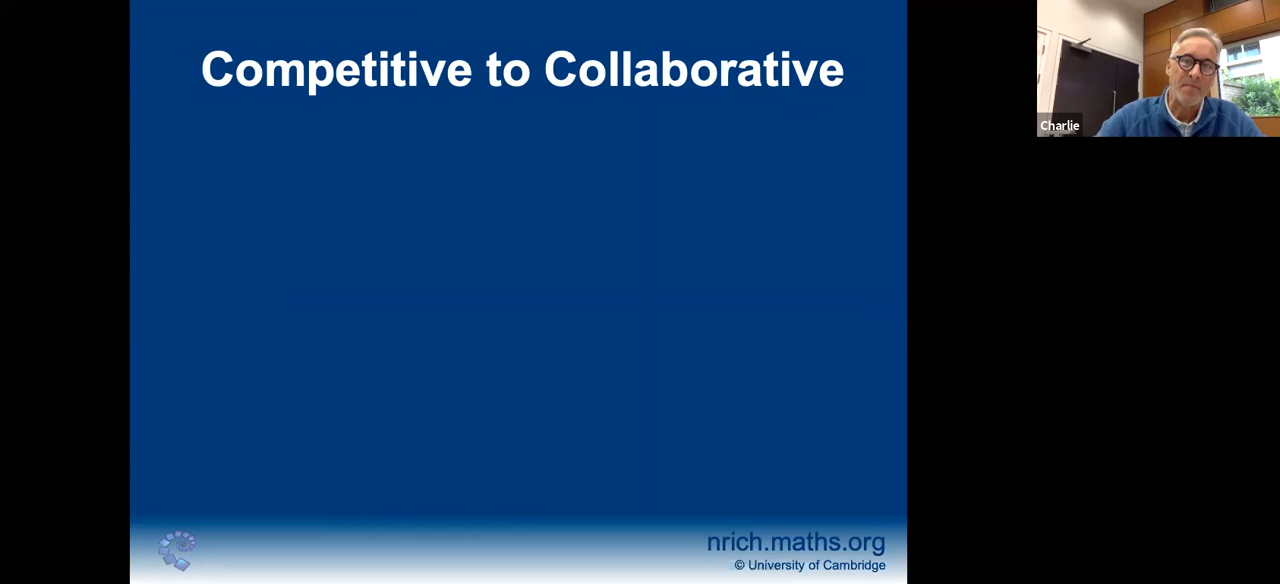 Competitive to Collaborative
Charlie
nrich.maths.org
© University of Cambridge